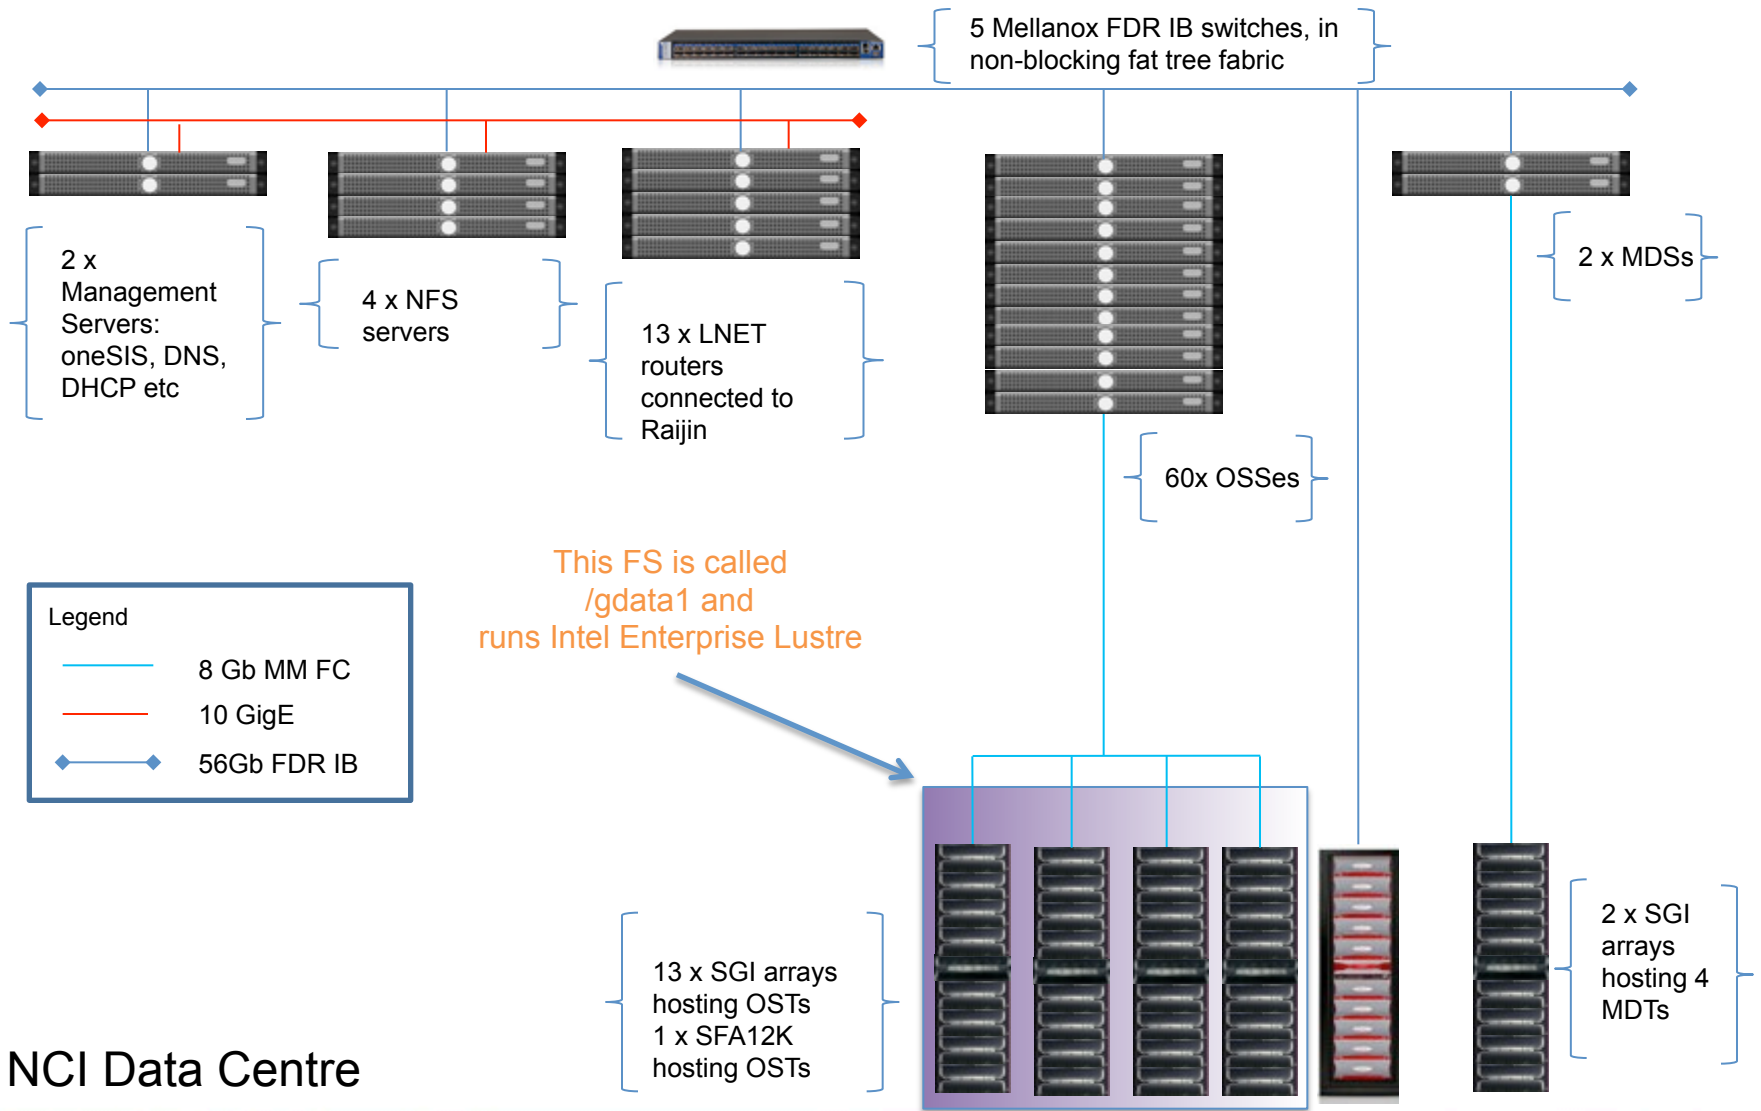 5 Mellanox FDR IB switches, in
non-blocking fat tree fabric
2 x
Management
Servers:
oneSIS, DNS,
DHCP etc
4 x NFS
servers
13 x LNET
routers
connected to
Raijin
60x OSSes
2 x MDSs
This FS is called
/gdata1 and
runs Intel Enterprise Lustre
Legend
8 Gb MM FC
10 GigE
56Gb FDR IB
13 x SGI arrays
hosting OSTs
1 x SFA12K
hosting OSTs
2 x SGI
arrays
hosting 4
MDTs
NCI Data Centre